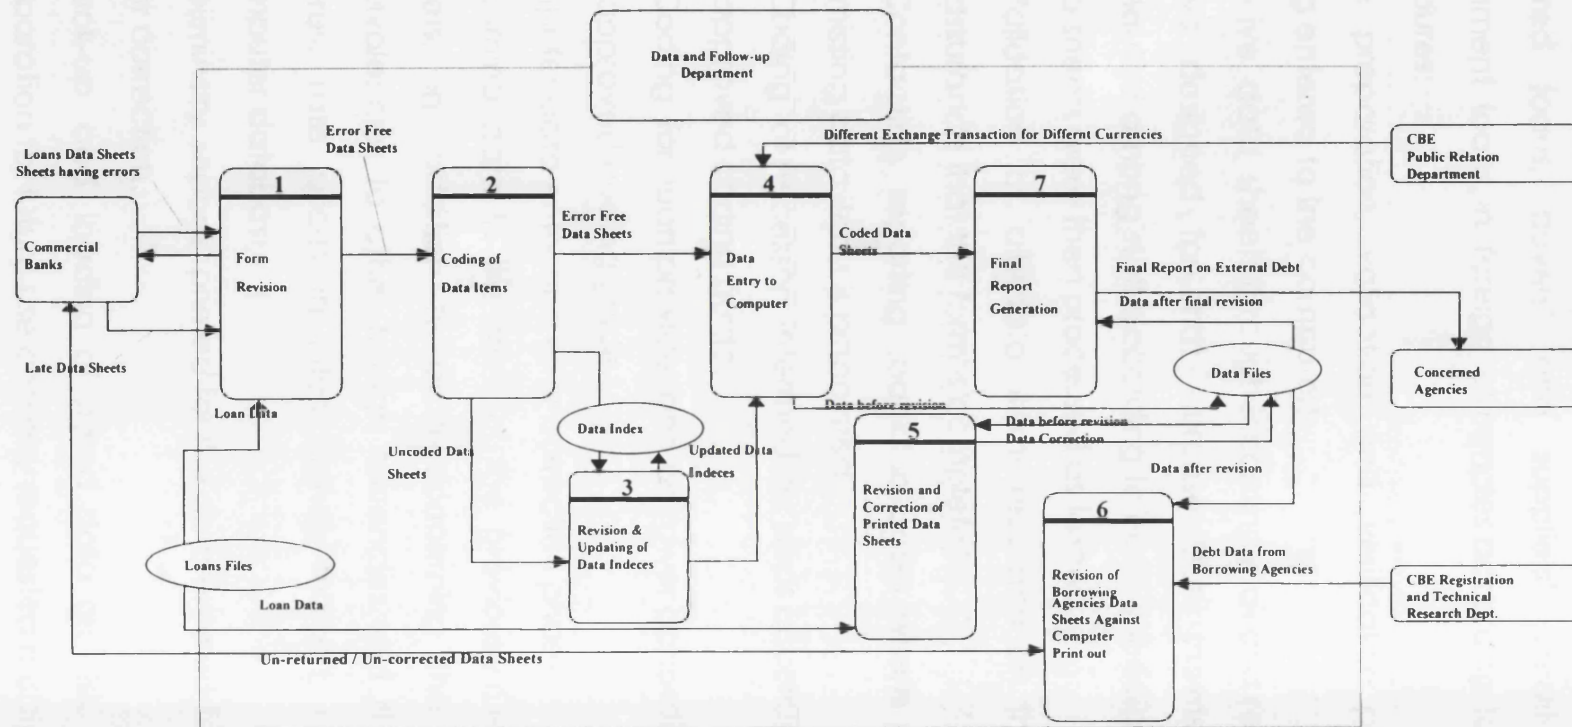 Data and Follow-up
Department
Different Exchange Transaction for Differnt Currencies
CBE
Public Relation
Department
Loans Data Sheets
Sheets having errors
Error Free
Data Sheets
1
2
4
7
Commercial
Banks
Form
Revision
Coding of
Data Items
Error Free
Data Sheets
Data
Entry to
Computer
Coded Data
Sheets
Final
Report
Generation
Final Report on External Debt
Data after final revision
Late Data Sheets
Loan Data
Data Files
Concerned
Agencies
Data before revision
Data before revision
Data Correction
Data Index
Uncoded Data
Sheets
Updated Data
Indeces
5
Data after revision
3
Revision &
Updating of
Data Indeces
Revision and
Correction of
Printed Data
Sheets
6
Loans Files
Loan Data
Revision of
Borrowing
Agencies Data
Sheets Against
Computer
Print out
Debt Data from
Borrowing Agencies
CBE Registration
and Technical
Research Dept.
Un-returned / Un-corrected Data Sheets